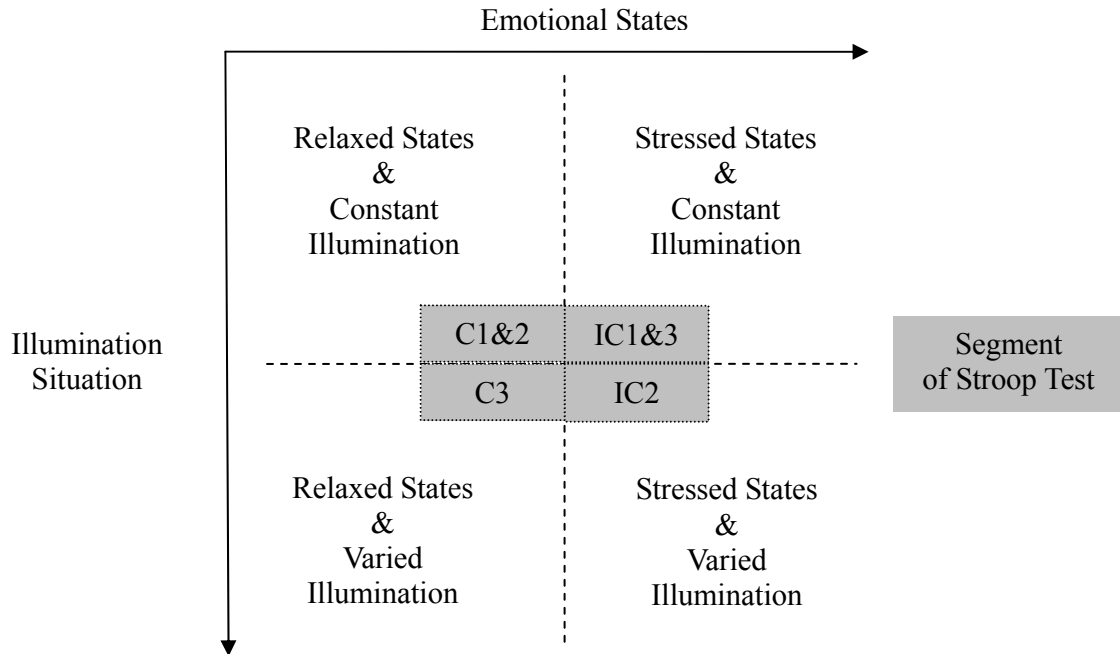 Emotional States
Relaxed States
&
Constant
Illumination
Stressed States
&
Constant
Illumination
Illumination
Situation
C1&2
IC1&3
C3
IC2
Segment
of Stroop Test
Relaxed States
&
Varied
Illumination
Stressed States
&
Varied
Illumination